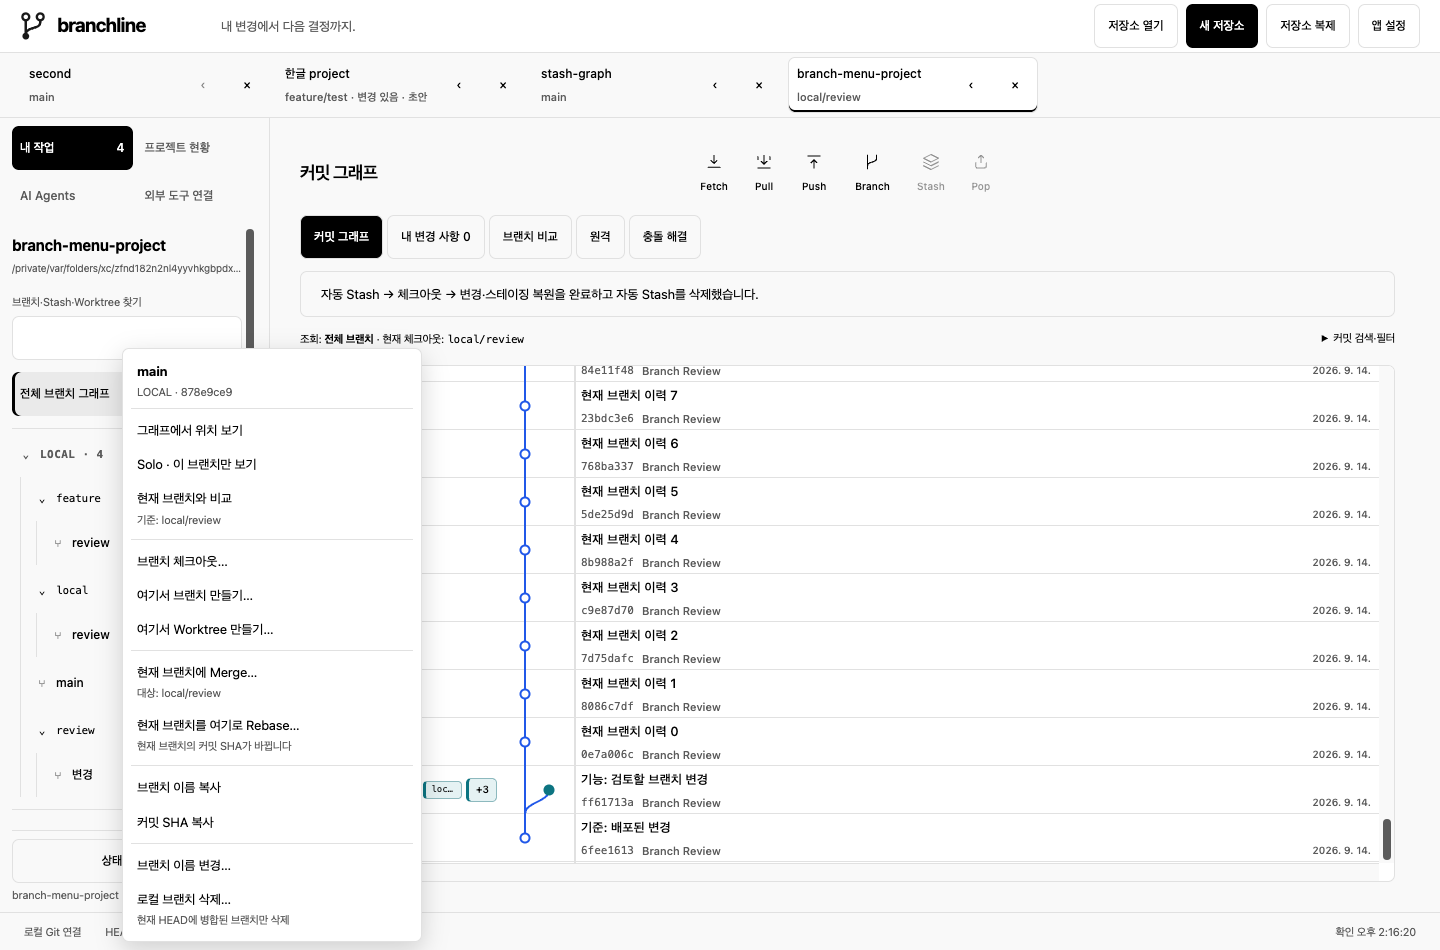 branchline
내 변경에서 다음 결정까지.
저장소 열기
새 저장소
저장소 복제
앱 설정
second
main
한글 project
feature/test · 변경 있음 · 초안
stash-graph
main
branch-menu-project
local/review
내 작업 4
프로젝트 현황
AI Agents
외부 도구 연결
branch-menu-project
/private/var/folders/xc/zfnd182n2nl4yyvhkgbpdx...
브랜치·Stash·Worktree 찾기
전체 브랜치 그래프
LOCAL · 4
feature
review
local
review
main
review
변경
상태
branch-menu-project
main
LOCAL · 878e9ce9
그래프에서 위치 보기
Solo · 이 브랜치만 보기
현재 브랜치와 비교
기준: local/review
브랜치 체크아웃...
여기서 브랜치 만들기...
여기서 Worktree 만들기...
현재 브랜치에 Merge...
대상: local/review
현재 브랜치를 여기로 Rebase...
현재 브랜치의 커밋 SHA가 바뀝니다
브랜치 이름 복사
커밋 SHA 복사
브랜치 이름 변경...
로컬 브랜치 삭제...
현재 HEAD에 병합된 브랜치만 삭제
커밋 그래프
Fetch
Pull
Push
Branch
Stash
Pop
커밋 그래프
내 변경 사항 0
브랜치 비교
원격
충돌 해결
자동 Stash → 체크아웃 → 변경·스테이징 복원을 완료하고 자동 Stash를 삭제했습니다.
조회: 전체 브랜치 · 현재 체크아웃: local/review
▶ 커밋 검색·필터
84e11f48 Branch Review 2026. 9. 14.
현재 브랜치 이력 7
23bdc3e6 Branch Review 2026. 9. 14.
현재 브랜치 이력 6
768ba337 Branch Review 2026. 9. 14.
현재 브랜치 이력 5
5de25d9d Branch Review 2026. 9. 14.
현재 브랜치 이력 4
8b988a2f Branch Review 2026. 9. 14.
현재 브랜치 이력 3
c9e87d70 Branch Review 2026. 9. 14.
현재 브랜치 이력 2
7d75dafc Branch Review 2026. 9. 14.
현재 브랜치 이력 1
8086c7df Branch Review 2026. 9. 14.
현재 브랜치 이력 0
0e7a006c Branch Review 2026. 9. 14.
loc... +3
기능: 검토할 브랜치 변경
ff61713a Branch Review 2026. 9. 14.
기준: 배포된 변경
6fee1613 Branch Review 2026. 9. 14.
로컬 Git 연결
HEA
확인 오후 2:16:20